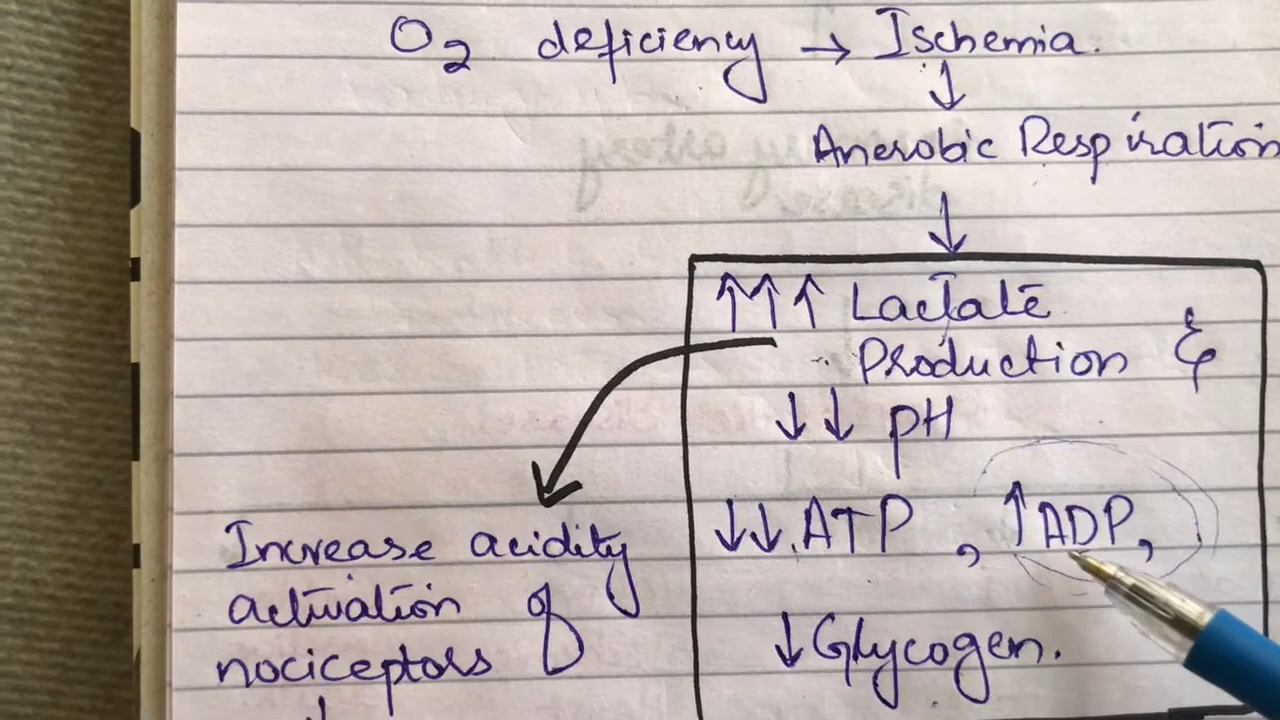 O2 deficiency → Ischemia.
↓
Anerobic Respiration
↓
↑↑↑ Lactate
Production &
↓↓ pH
↓↓ ATP , ↑ADP,
↓Glycogen.
Increase acidity
activation of
nociceptors
↓